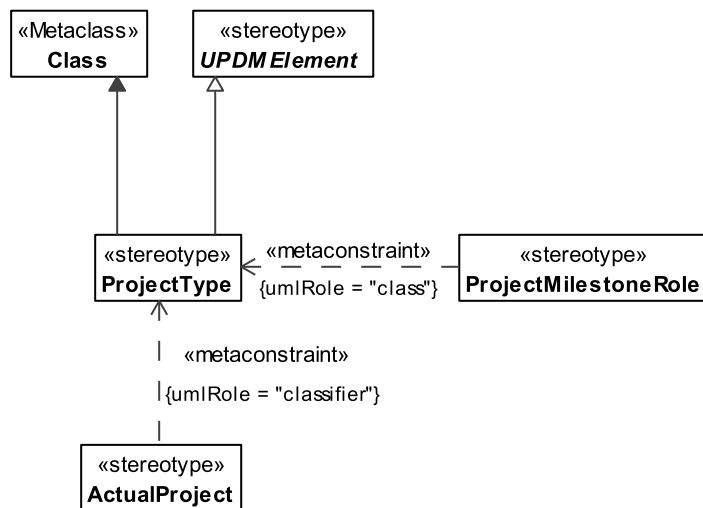 «Metaclass»
Class
«stereotype»
UPDMElement
«stereotype»
ProjectType
«metaconstraint»
{umlRole = "class"}
«stereotype»
ProjectMilestoneRole
«metaconstraint»
{umlRole = "classifier"}
«stereotype»
ActualProject